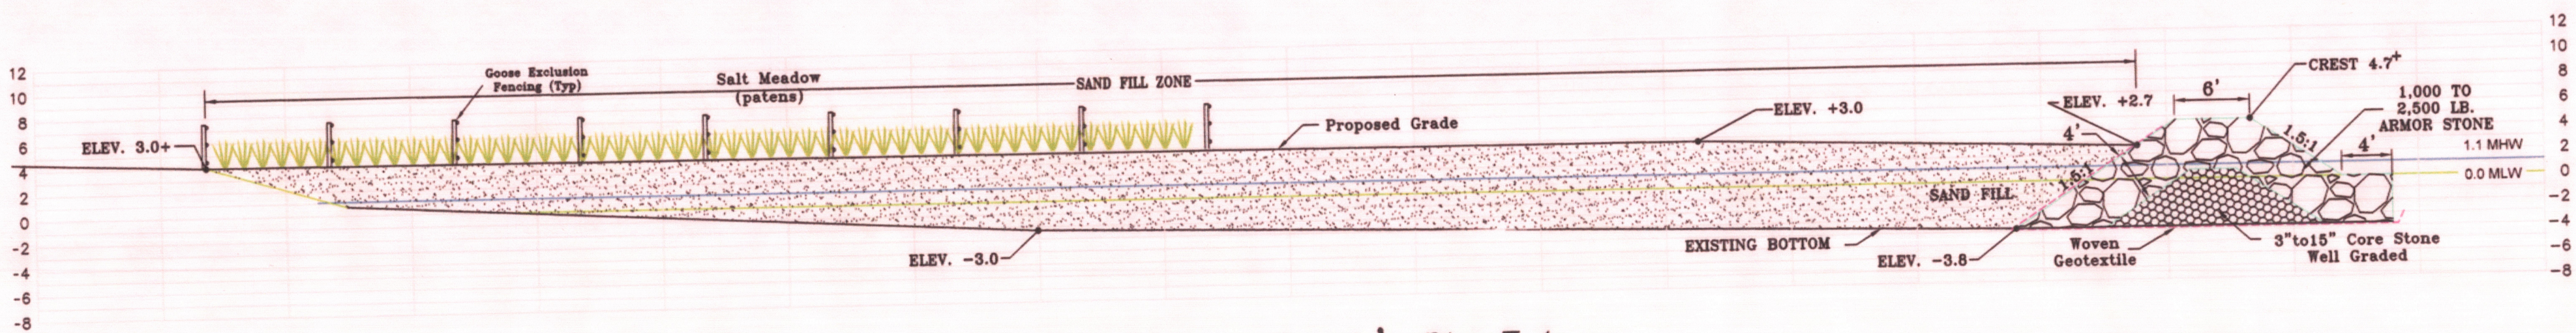 12
10
8
6
4
2
0
-2
-4
-6
-8
ELEV. 3.0+
Goose Exclusion
Fencing (Typ)
Salt Meadow
(patens)
SAND FILL ZONE
Proposed Grade
ELEV. +3.0
ELEV. +2.7
CREST 4.7+
6'
4'
1.5:1
1.5:1
1,000 TO
2,500 LB.
ARMOR STONE
4'
1.1 MHW
0.0 MLW
SAND FILL
ELEV. -3.0
EXISTING BOTTOM
ELEV. -3.8
Woven
Geotextile
3"to15" Core Stone
Well Graded
12
10
8
6
4
2
0
-2
-4
-6
-8